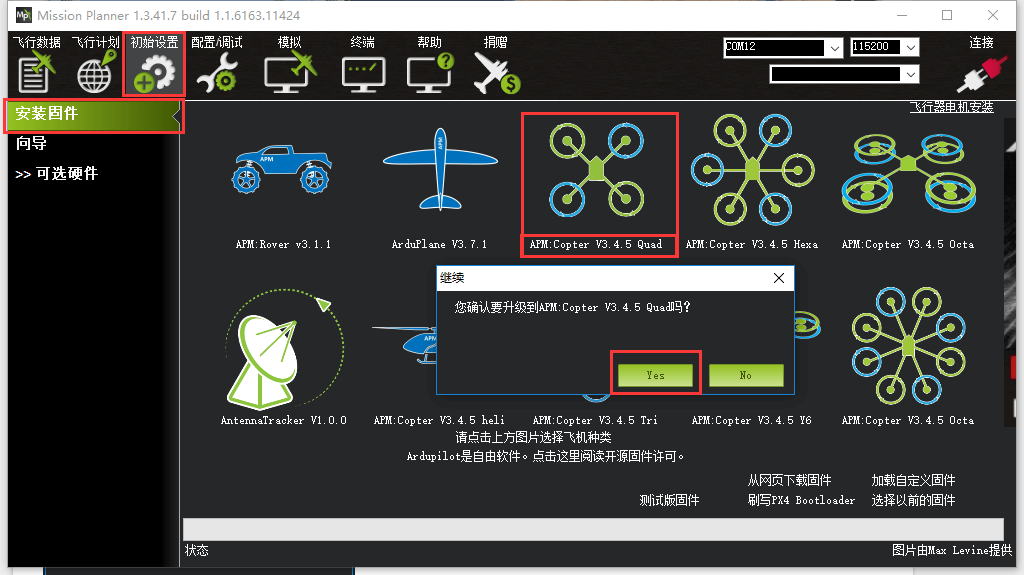 Mission Planner 1.3.41.7 build 1.1.6163.11424
飞行数据 飞行计划 初始设置 配置/调试 模拟 终端 帮助 捐赠 COM12 115200 连接
飞行器电机安装
安装固件
向导
>> 可选硬件
APM
APM
APM:Rover v3.1.1 ArduPlane V3.7.1 APM:Copter V3.4.5 Quad APM:Copter V3.4.5 Hexa APM:Copter V3.4.5 Octa
继续
您确认要升级到APM:Copter V3.4.5 Quad吗?
Yes No
AntennaTracker V1.0.0 APM:Copter V3.4.5 heli APM:Copter V3.4.5 Tri APM:Copter V3.4.5 Y6 APM:Copter V3.4.5 Octa
请点击上方图片选择飞机种类
Ardupilot是自由软件。点击这里阅读开源固件许可。
从网页下载固件 加载自定义固件
测试版固件 刷写PX4 Bootloader 选择以前的固件
状态 图片由Max Levine提供